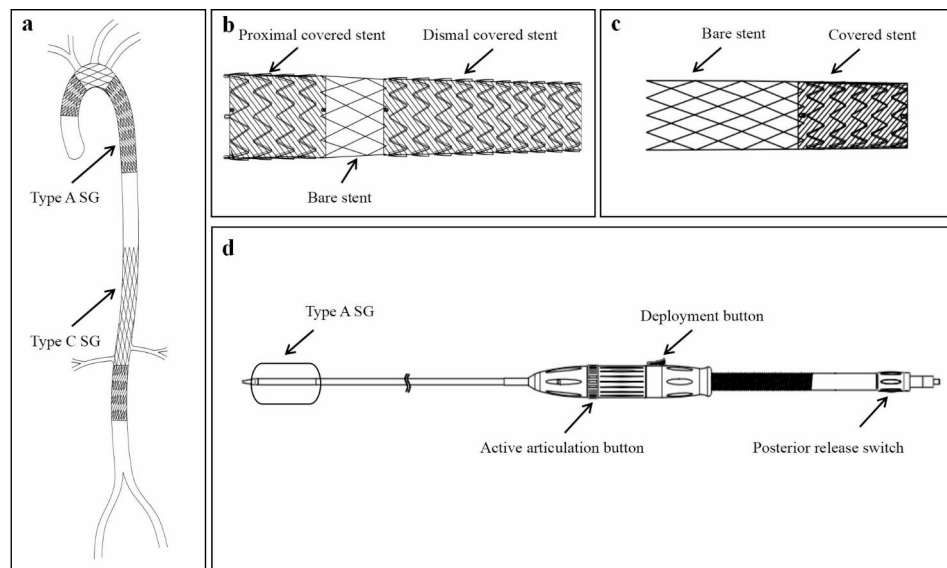 a
Type A SG
Type C SG
b
Proximal covered stent
Dismal covered stent
Bare stent
c
Bare stent
Covered stent
d
Type A SG
Deployment button
Active articulation button
Posterior release switch